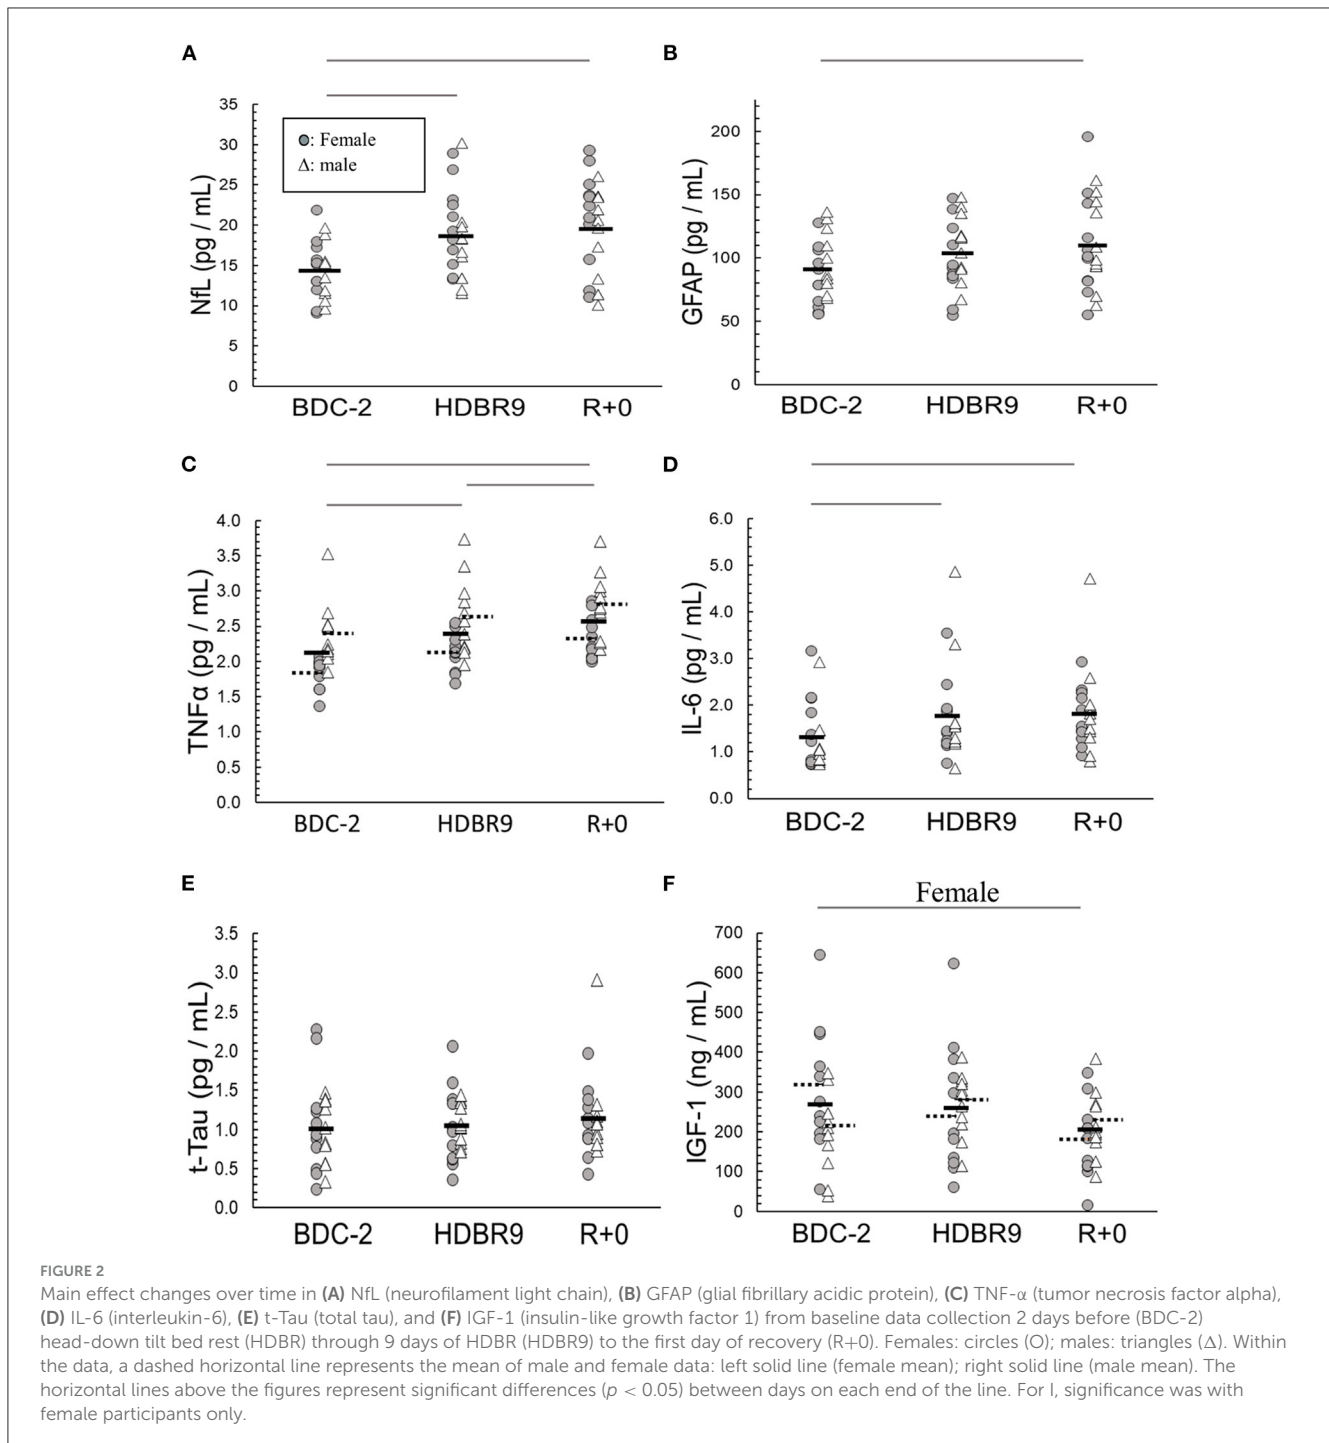 A
NfL (pg / mL)
35
30
25
20
15
10
5
0
●: Female
Δ: male
BDC-2 HDBR9 R+0
B
GFAP (pg / mL)
200
150
100
50
0
BDC-2 HDBR9 R+0
C
TNFα (pg / mL)
4.0
3.5
3.0
2.5
2.0
1.5
1.0
0.5
0.0
BDC-2 HDBR9 R+0
D
IL-6 (pg / mL)
6.0
5.0
4.0
3.0
2.0
1.0
0.0
BDC-2 HDBR9 R+0
E
t-Tau (pg / mL)
3.5
3.0
2.5
2.0
1.5
1.0
0.5
0.0
BDC-2 HDBR9 R+0
F
Female
IGF-1 (ng / mL)
700
600
500
400
300
200
100
0
BDC-2 HDBR9 R+0
FIGURE 2
Main effect changes over time in (A) NfL (neurofilament light chain), (B) GFAP (glial fibrillary acidic protein), (C) TNF-α (tumor necrosis factor alpha),
(D) IL-6 (interleukin-6), (E) t-Tau (total tau), and (F) IGF-1 (insulin-like growth factor 1) from baseline data collection 2 days before (BDC-2)
head-down tilt bed rest (HDBR) through 9 days of HDBR (HDBR9) to the first day of recovery (R+0). Females: circles (O); males: triangles (Δ). Within
the data, a dashed horizontal line represents the mean of male and female data: left solid line (female mean); right solid line (male mean). The
horizontal lines above the figures represent significant differences (p < 0.05) between days on each end of the line. For I, significance was with
female participants only.